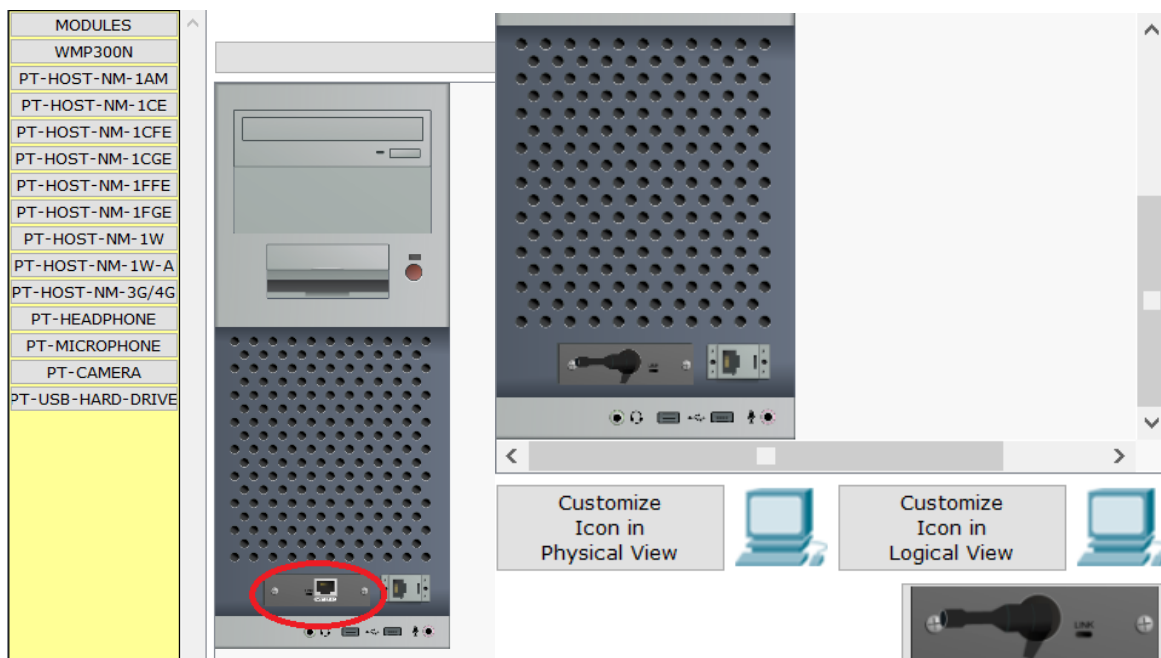 MODULES
WMP300N
PT-HOST-NM-1AM
PT-HOST-NM-1CE
PT-HOST-NM-1CFE
PT-HOST-NM-1CGE
PT-HOST-NM-1FFE
PT-HOST-NM-1FGE
PT-HOST-NM-1W
PT-HOST-NM-1W-A
PT-HOST-NM-3G/4G
PT-HEADPHONE
PT-MICROPHONE
PT-CAMERA
PT-USB-HARD-DRIVE
Customize
Icon in
Physical View
Customize
Icon in
Logical View
LINK